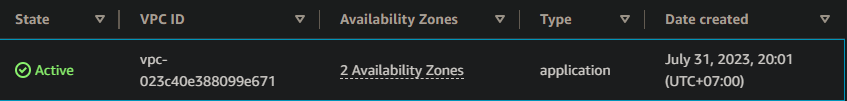 State
VPC ID
Availability Zones
Type
Date created
Active
vpc-
023c40e388099e671
2 Availability Zones
application
July 31, 2023, 20:01
(UTC+07:00)